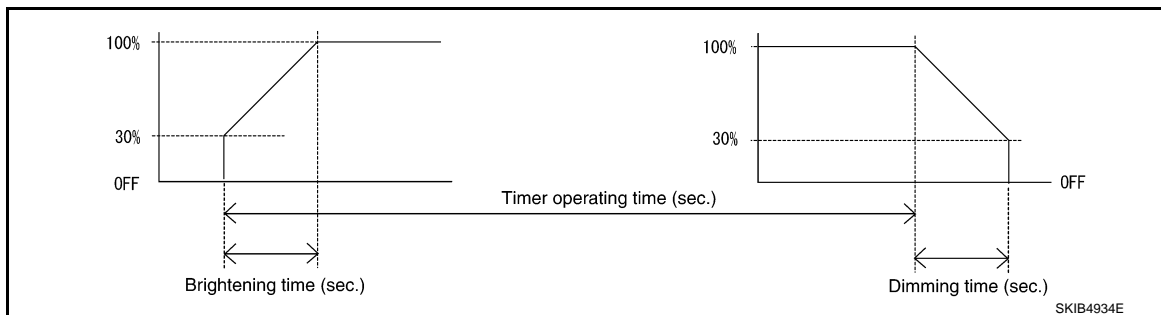 100%
30%
OFF
100%
30%
OFF
Timer operating time (sec.)
Brightening time (sec.)
Dimming time (sec.)
SKIB4934E